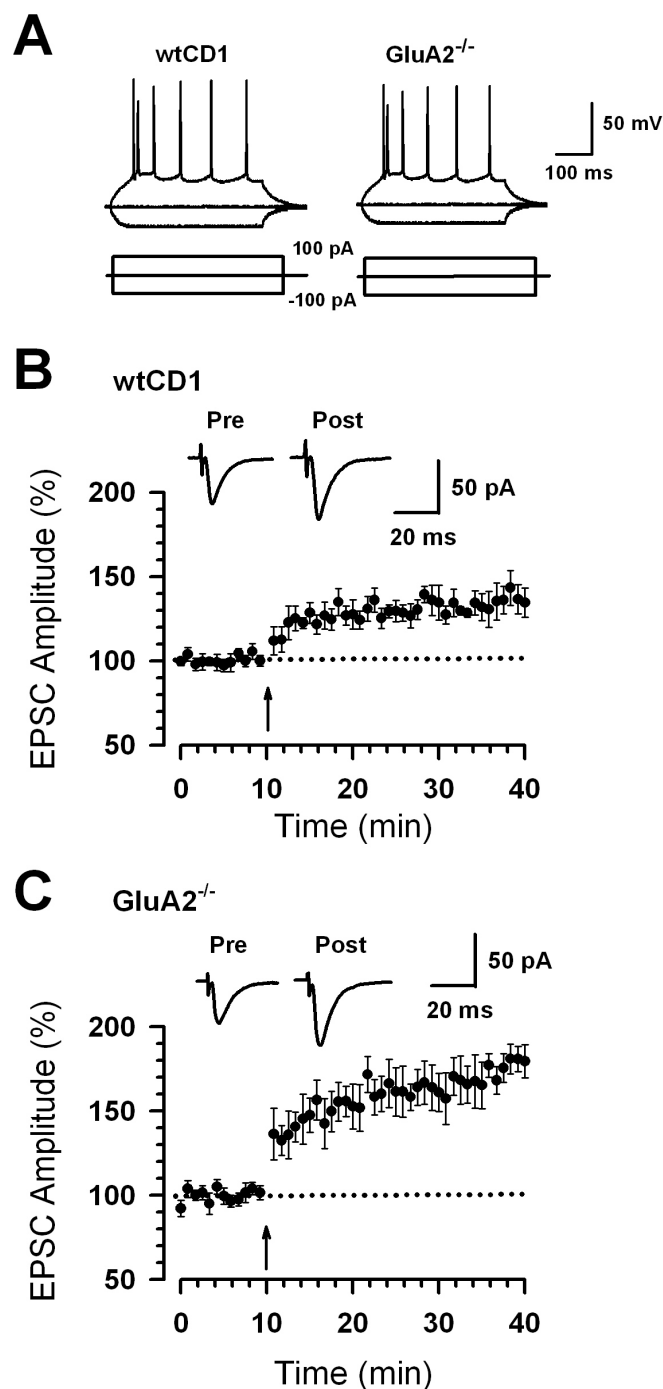 A
wtCD1
GluA2-/-
50 mV
100 ms
100 pA
-100 pA
B
wtCD1
Pre
Post
50 pA
20 ms
200
150
100
50
EPSC Amplitude (%)
0
10
20
30
40
Time (min)
C
GluA2-/-
Pre
Post
50 pA
20 ms
200
150
100
50
EPSC Amplitude (%)
0
10
20
30
40
Time (min)